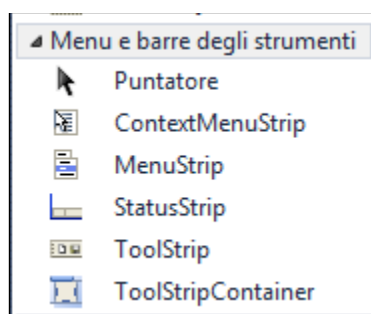 Menu e barre degli strumenti
Puntatore
ContextMenuStrip
MenuStrip
StatusStrip
ToolStrip
ToolStripContainer